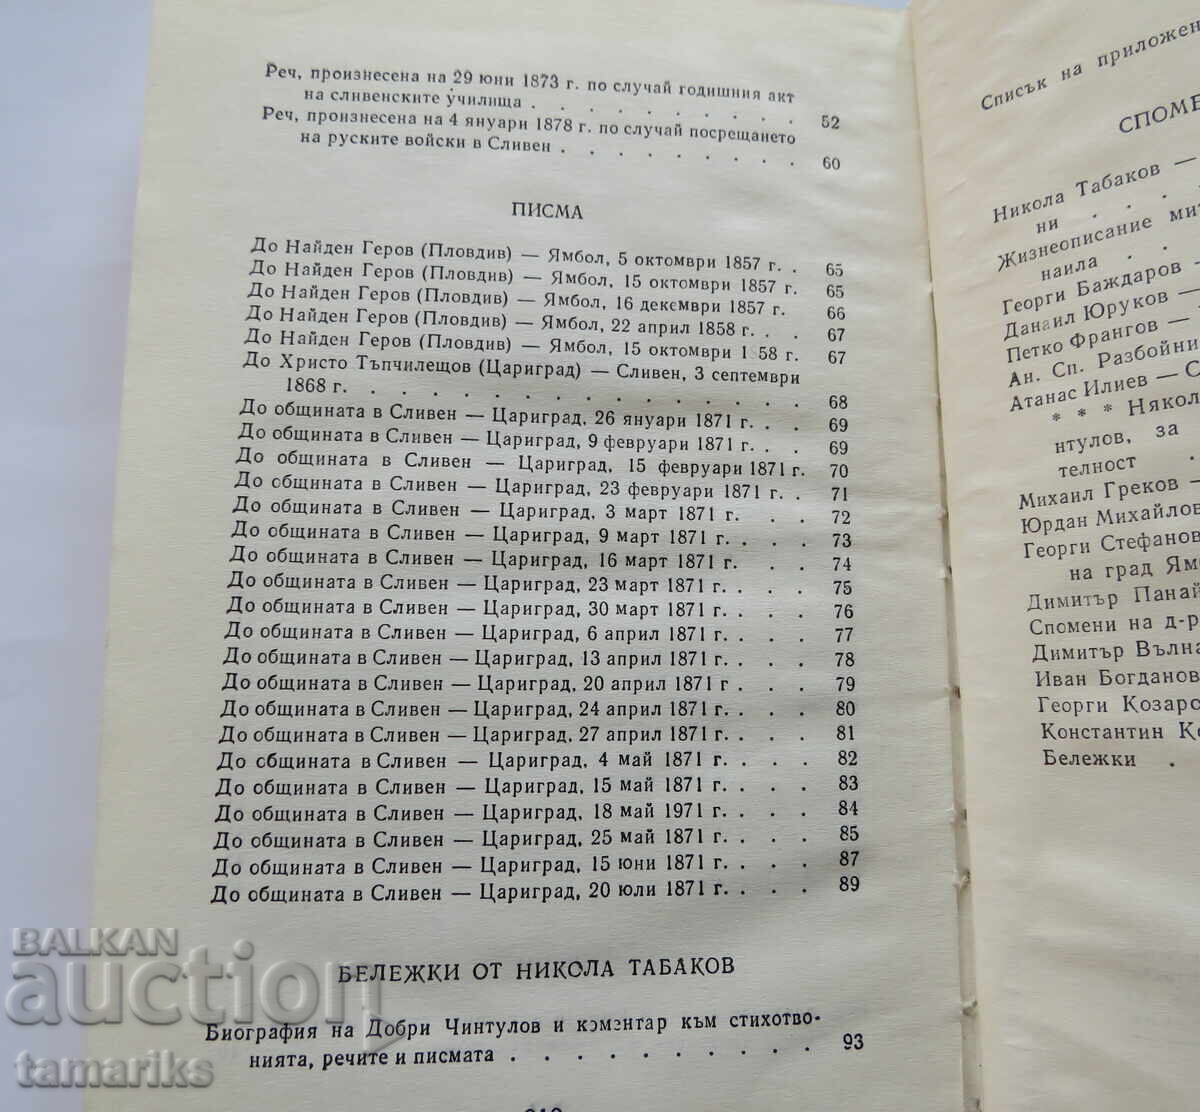 Реч, произнесена на 29 юни 1873 г. по случай годишния акт
на сливенските училища . . . . . . . . . 52
Реч, произнесена на 4 януари 1878 г. по случай посрещането
на руските войски в Сливен . . . . . . . . 60
ПИСМА
До Найден Геров (Пловдив) — Ямбол, 5 октомври 1857 г. . 65
До Найден Геров (Пловдив) — Ямбол, 15 октомври 1857 г. 65
До Найден Геров (Пловдив) — Ямбол, 16 декември 1857 г. 66
До Найден Геров (Пловдив) — Ямбол, 22 април 1858 г. . . 67
До Найден Геров (Пловдив) — Ямбол, 15 октомври 1 58 г. 67
До Христо Тъпчилещов (Цариград) — Сливен, 3 септември
1868 г. . . . . . . . . . . . . . . . 68
До общината в Сливен — Цариград, 26 януари 1871 г. . . 69
До общината в Сливен — Цариград, 9 февруари 1871 г. . 69
До общината в Сливен — Цариград, 15 февруари 1871 г. 70
До общината в Сливен — Цариград, 23 февруари 1871 г. . 71
До общината в Сливен — Цариград, 3 март 1871 г. . . 72
До общината в Сливен — Цариград, 9 март 1871 г. . . . 73
До общината в Сливен — Цариград, 16 март 1871 г. . . 74
До общината в Сливен — Цариград, 23 март 1871 г. . . . 75
До общината в Сливен — Цариград, 30 март 1871 г. . . . 76
До общината в Сливен — Цариград, 6 април 1871 г. . . . 77
До общината в Сливен — Цариград, 13 април 1871 г. . . . 78
До общината в Сливен — Цариград, 20 април 1871 г . . . 79
До общината в Сливен — Цариград, 24 април 1871 г. . . . 80
До общината в Сливен — Цариград, 27 април 1871 г. . . . 81
До общината в Сливен — Цариград, 4 май 1871 г. . . . 82
До общината в Сливен — Цариград, 15 май 1871 г. . . . 83
До общината в Сливен — Цариград, 18 май 1971 г. . . . 84
До общината в Сливен — Цариград, 25 май 1871 г. . . . 85
До общината в Сливен — Цариград, 15 юни 1871 г. . . . 87
До общината в Сливен — Цариград, 20 юли 1871 г. . . . 89
БЕЛЕЖКИ ОТ НИКОЛА ТАБАКОВ
Биография на Добри Чинтулов и коментар към стихотво-
нията, речите и писмата . . . . . . . . . 93
Списък на приложен
СПОМЕ
Никола Табаков —
ни . . . .
Жизнеописание мит
наила . .
Георги Баждаров —
Данаил Юруков —
Петко Франгов —
Ан. Сп. Разбойни
Атанас Илиев — С
* * * Някол
нтулов, за
телност .
Михаил Греков —
Юрдан Михайлов
Георги Стефанов
на град Ямб
Димитър Панай
Спомени на д-р
Димитър Вълча
Иван Богданов
Георги Козарс
Константин К
Бележки .
BALKAN
auction
tamariks